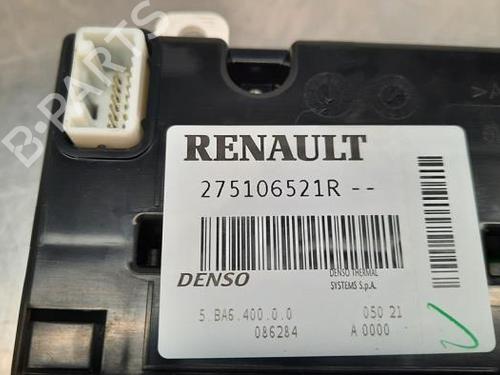 B-PARTS
RENAULT
275106521R --
DENSO
DENSO THERMAL
SYSTEMS S.p.A.
5.BA6.400.0.0
050 21
086284
A 0000